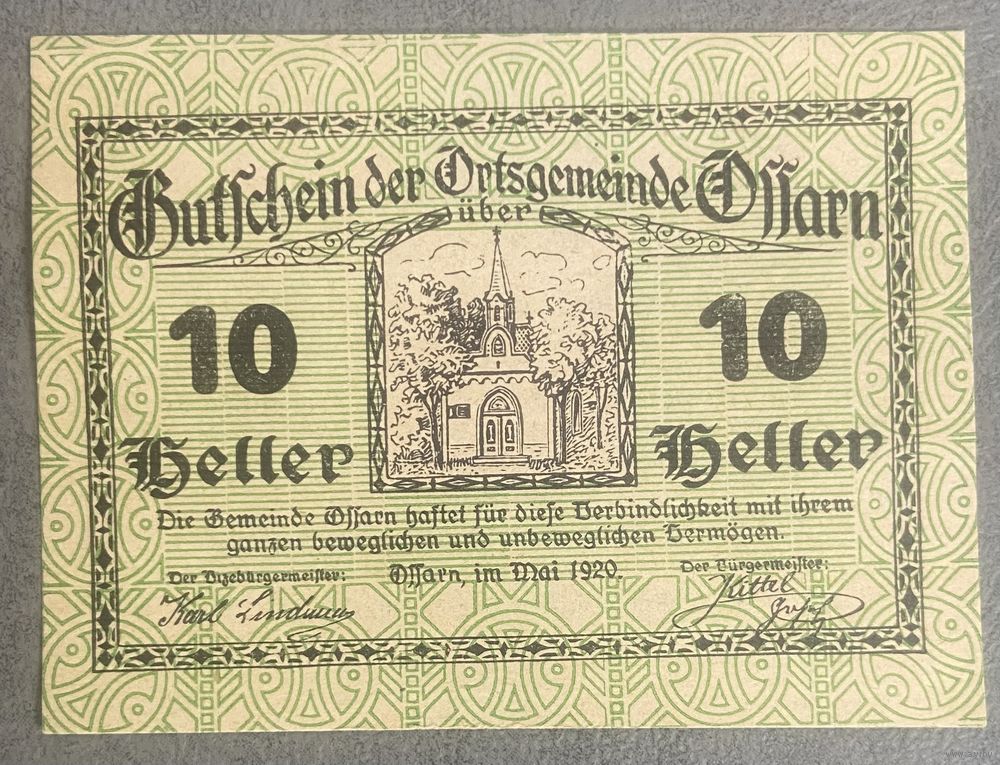 Gutschein der Ortsgemeinde Ossarn
über
10 10
Heller Heller
Die Gemeinde Ossarn haftet für diese Verbindlichkeit mit ihrem
ganzen beweglichen und unbeweglichen Vermögen.
Der Vizebürgermeister: Ossarn, im Mai 1920. Der Bürgermeister:
Karl Kittel